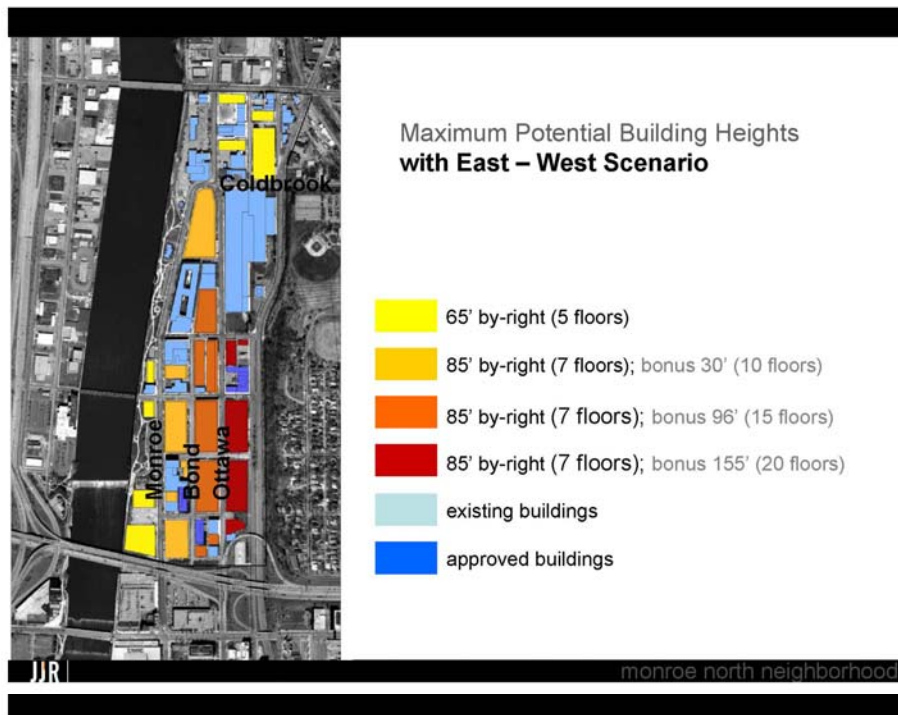 Maximum Potential Building Heights
with East – West Scenario
Coldbrook
Monroe
Bond
Ottawa
65’ by-right (5 floors)
85’ by-right (7 floors); bonus 30’ (10 floors)
85’ by-right (7 floors); bonus 96’ (15 floors)
85’ by-right (7 floors); bonus 155’ (20 floors)
existing buildings
approved buildings
JJR
monroe north neighborhood